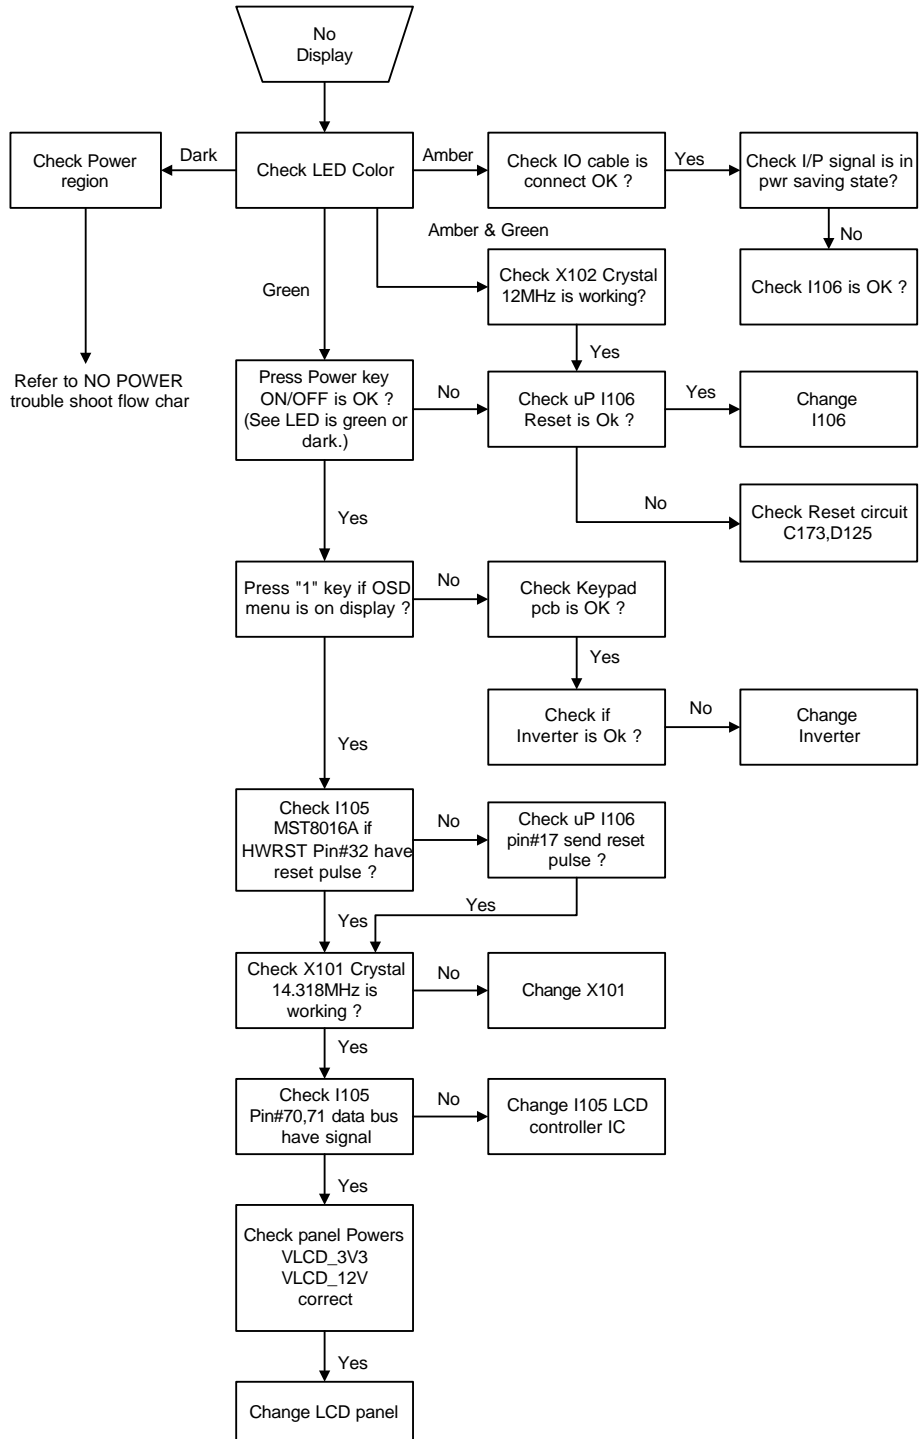 No
Display
Check Power
region
Dark
Check LED Color
Amber
Check IO cable is
connect OK ?
Yes
Check I/P signal is in
pwr saving state?
Amber & Green
No
Green
Check X102 Crystal
12MHz is working?
Check I106 is OK ?
Yes
Refer to NO POWER
trouble shoot flow char
Press Power key
ON/OFF is OK ?
(See LED is green or
dark.)
No
Check uP I106
Reset is Ok ?
Yes
Change
I106
Yes
No
Check Reset circuit
C173,D125
Press "1" key if OSD
menu is on display ?
No
Check Keypad
pcb is OK ?
Yes
Check if
Inverter is Ok ?
No
Change
Inverter
Yes
Check I105
MST8016A if
HWRST Pin#32 have
reset pulse ?
No
Check uP I106
pin#17 send reset
pulse ?
Yes
Yes
Check X101 Crystal
14.318MHz is
working ?
No
Change X101
Yes
Check I105
Pin#70,71 data bus
have signal
No
Change I105 LCD
controller IC
Yes
Check panel Powers
VLCD_3V3
VLCD_12V
correct
Yes
Change LCD panel